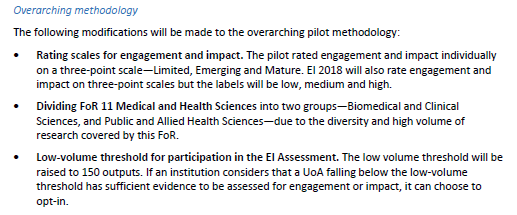 Overarching methodology
The following modifications will be made to the overarching pilot methodology:
• Rating scales for engagement and impact. The pilot rated engagement and impact individually
on a three-point scale—Limited, Emerging and Mature. EI 2018 will also rate engagement and
impact on three-point scales but the labels will be low, medium and high.
• Dividing FoR 11 Medical and Health Sciences into two groups—Biomedical and Clinical
Sciences, and Public and Allied Health Sciences—due to the diversity and high volume of
research covered by this FoR.
• Low-volume threshold for participation in the EI Assessment. The low volume threshold will be
raised to 150 outputs. If an institution considers that a UoA falling below the low-volume
threshold has sufficient evidence to be assessed for engagement or impact, it can choose to
opt-in.